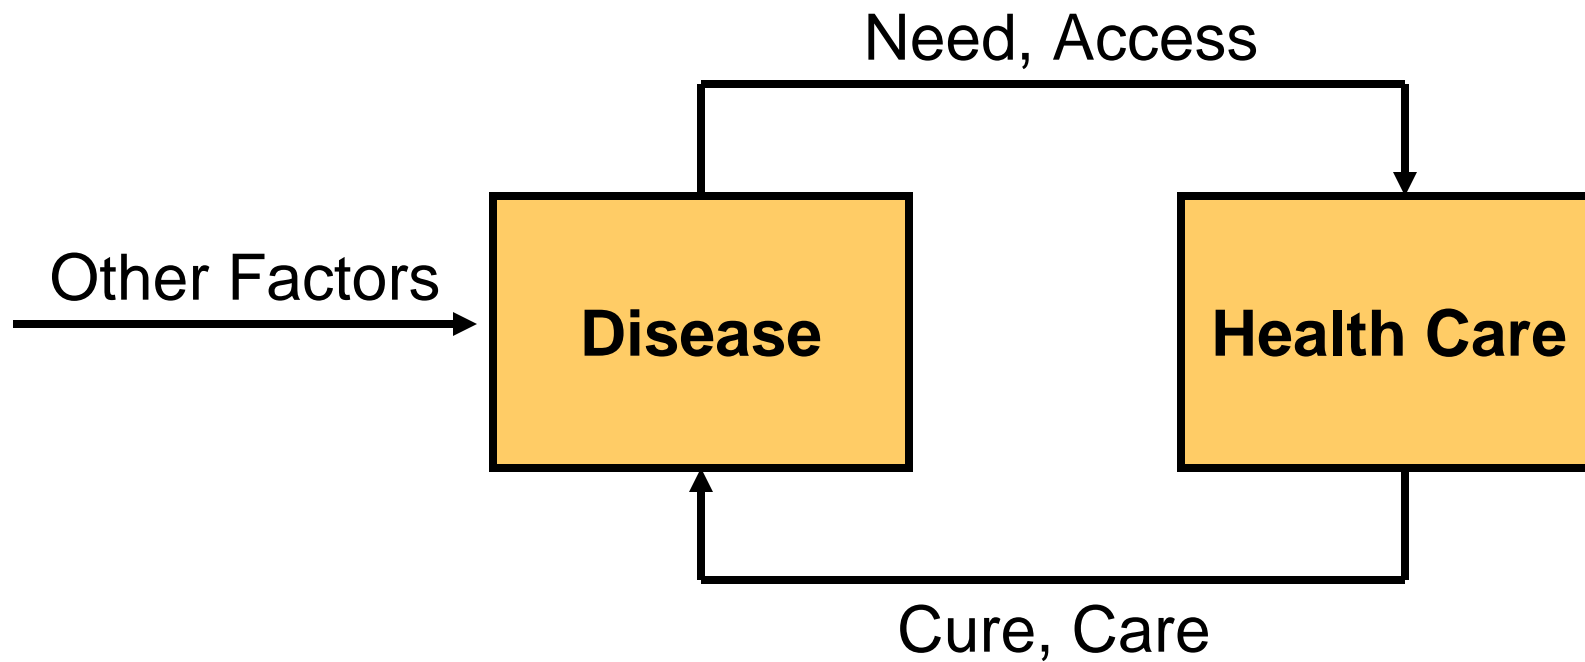 Need, Access
Other Factors
Disease
Health Care
Cure, Care